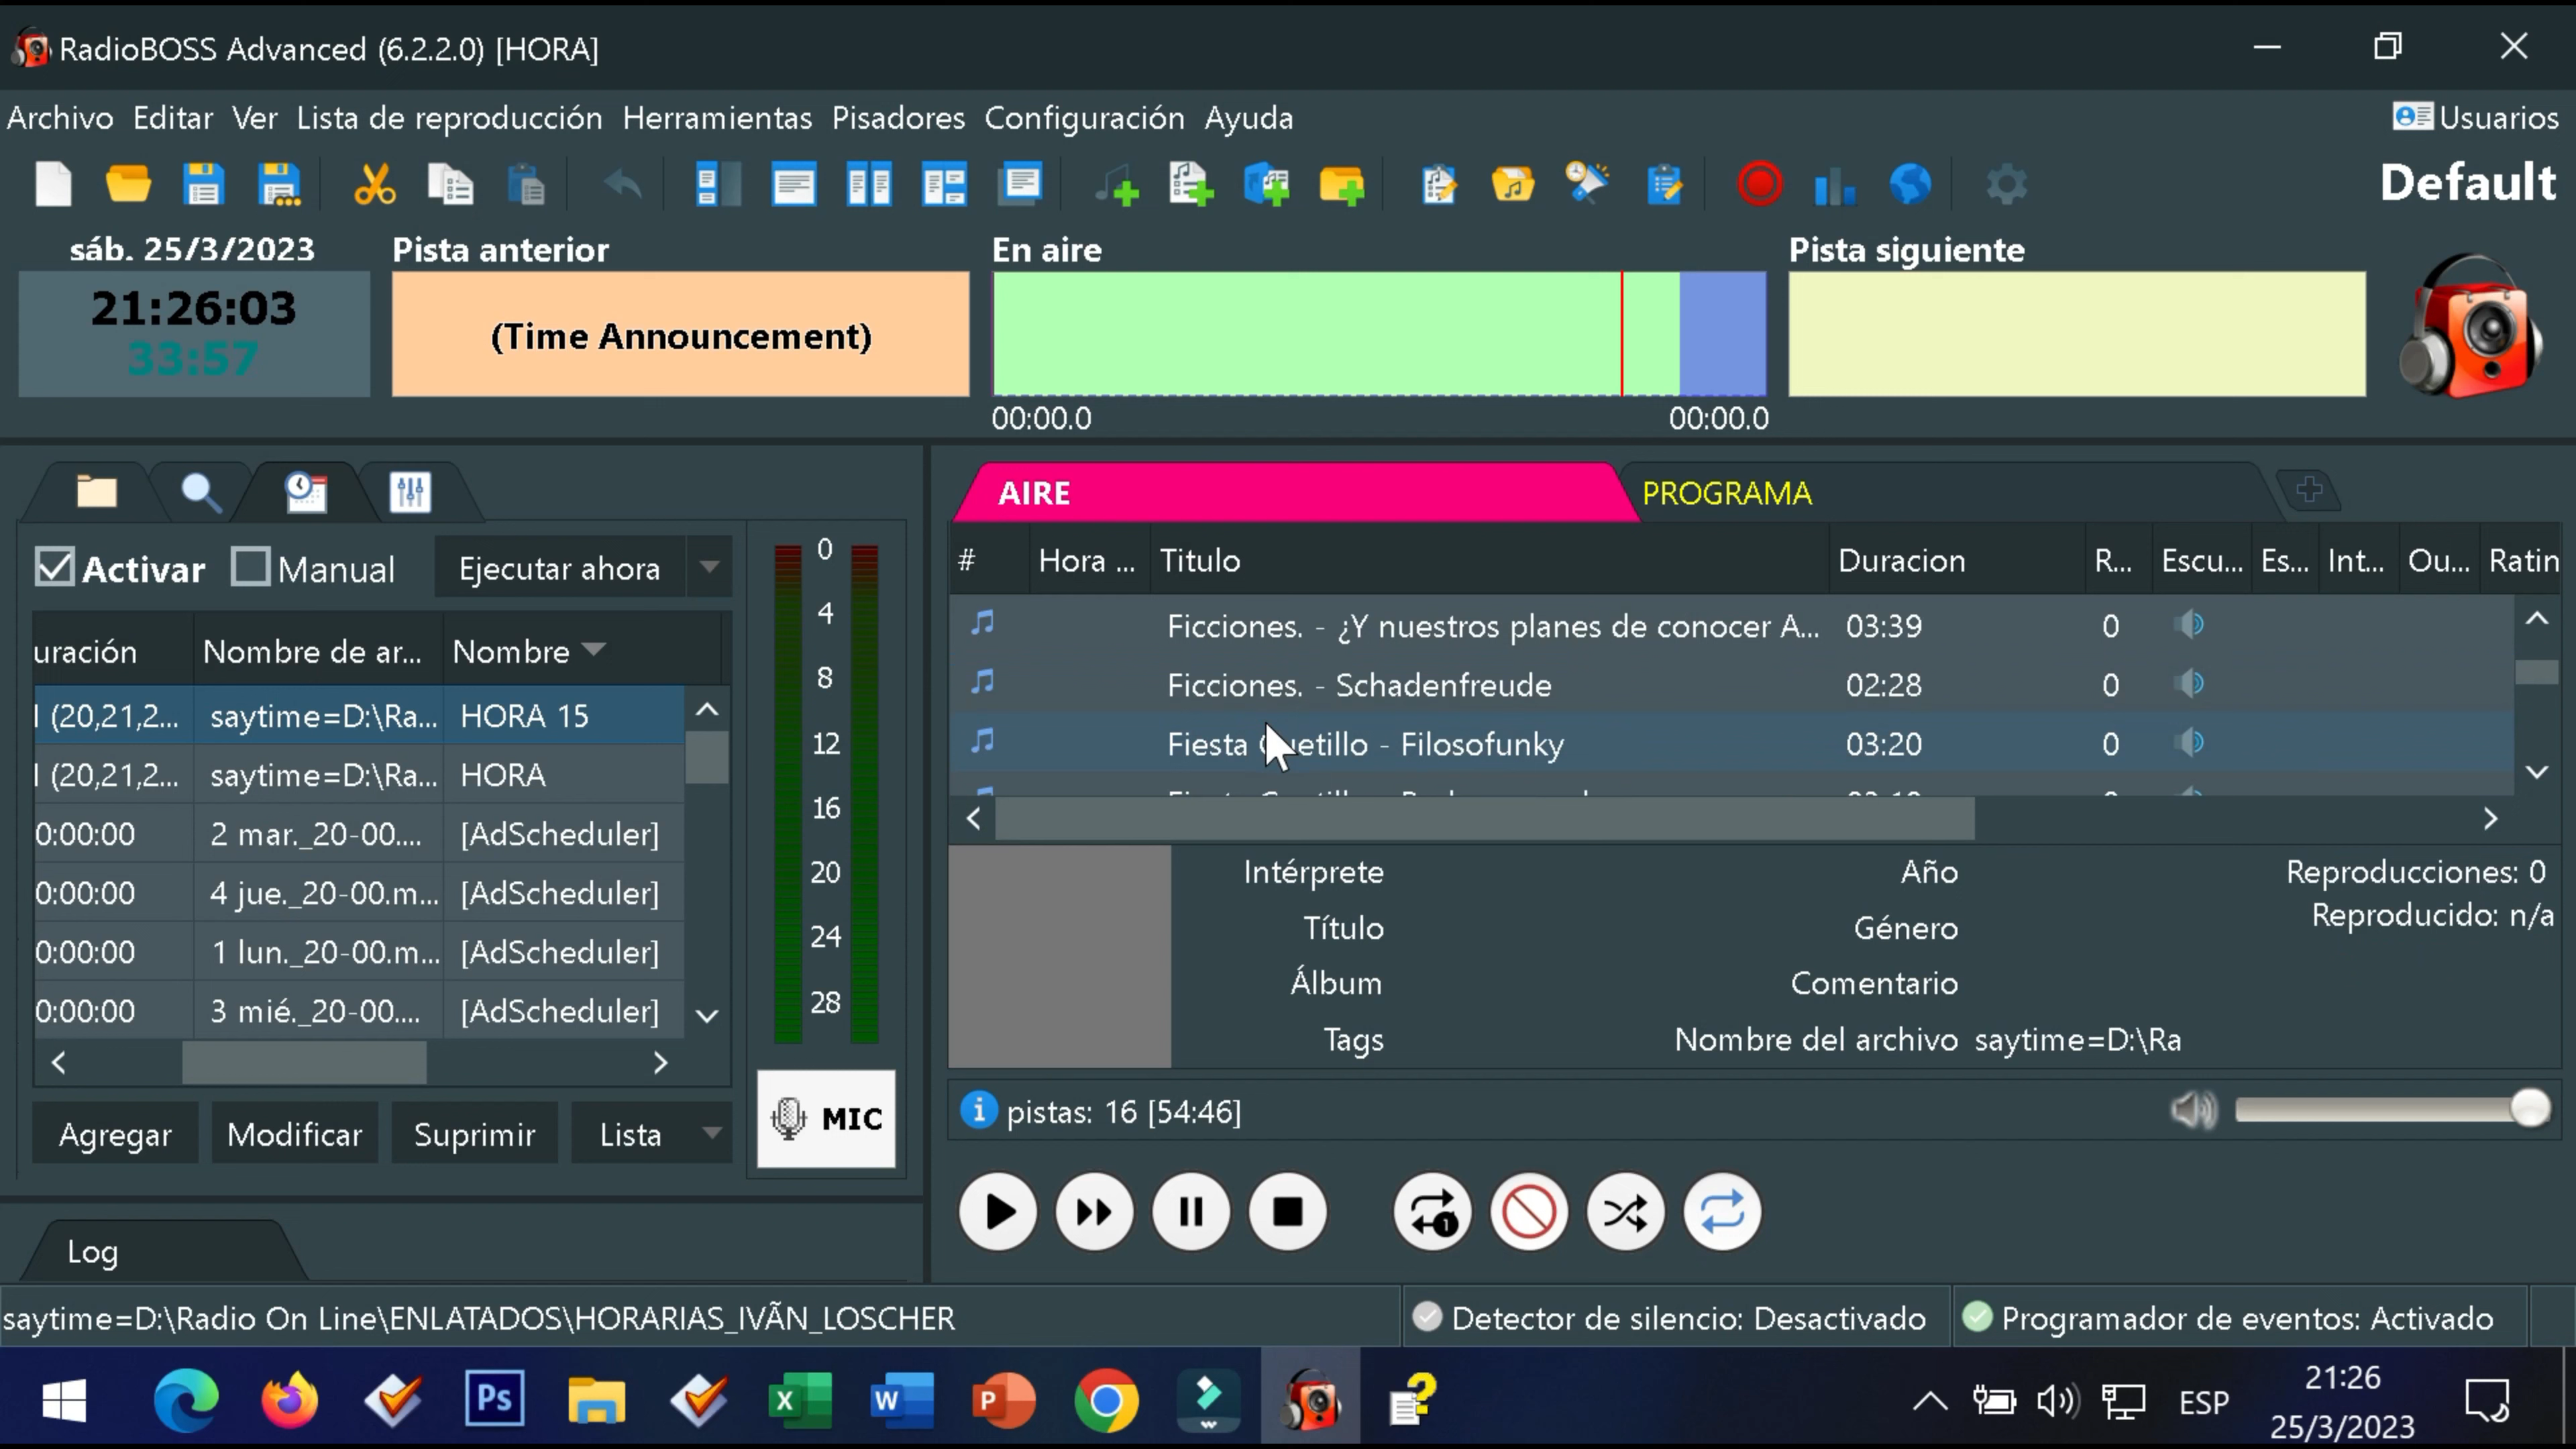 RadioBOSS Advanced (6.2.2.0) [HORA]
Archivo Editar Ver Lista de reproducción Herramientas Pisadores Configuración Ayuda
Usuarios
Default
sáb. 25/3/2023
Pista anterior
En aire
Pista siguiente
21:26:03
33:57
(Time Announcement)
00:00.0
00:00.0
AIRE
PROGRAMA
Activar
Manual
Ejecutar ahora
uración Nombre de ar... Nombre
l (20,21,2... saytime=D:\Ra... HORA 15
l (20,21,2... saytime=D:\Ra... HORA
0:00:00 2 mar._20-00.... [AdScheduler]
0:00:00 4 jue._20-00.m... [AdScheduler]
0:00:00 1 lun._20-00.m... [AdScheduler]
0:00:00 3 mié._20-00.... [AdScheduler]
Agregar
Modificar
Suprimir
Lista
0
4
8
12
16
20
24
28
MIC
# Hora ... Titulo Duracion R... Escu... Es... Int... Ou... Ratin
Ficciones. - ¿Y nuestros planes de conocer A... 03:39 0
Ficciones. - Schadenfreude 02:28 0
Fiesta - Filosofunky 03:20 0
Intérprete
Año
Reproducciones: 0
Reproducido: n/a
Título
Género
Álbum
Comentario
Tags
Nombre del archivo saytime=D:\Ra
pistas: 16 [54:46]
1
Log
saytime=D:\Radio On Line\ENLATADOS\HORARIAS_IVÃN_LOSCHER
Detector de silencio: Desactivado
Programador de eventos: Activado
Ps
X
W
P
ESP
21:26
25/3/2023